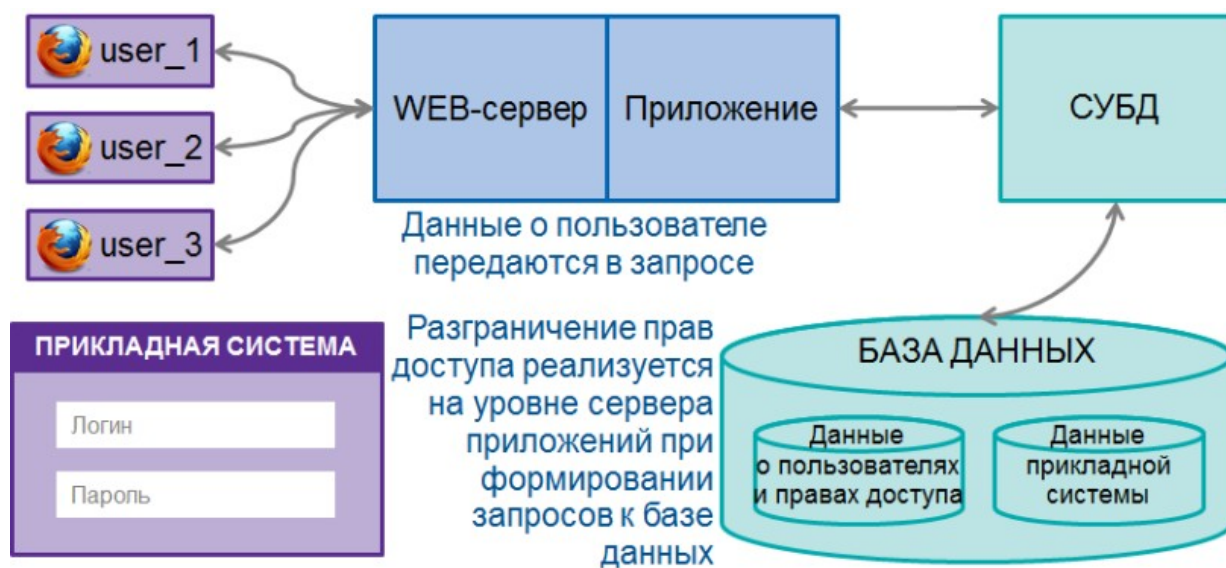 user_1
user_2
user_3
WEB-сервер
Приложение
СУБД
Данные о пользователе
передаются в запросе
ПРИКЛАДНАЯ СИСТЕМА
Логин
Пароль
Разграничение прав
доступа реализуется
на уровне сервера
приложений при
формировании
запросов к базе
данных
БАЗА ДАННЫХ
Данные
о пользователях
и правах доступа
Данные
прикладной
системы